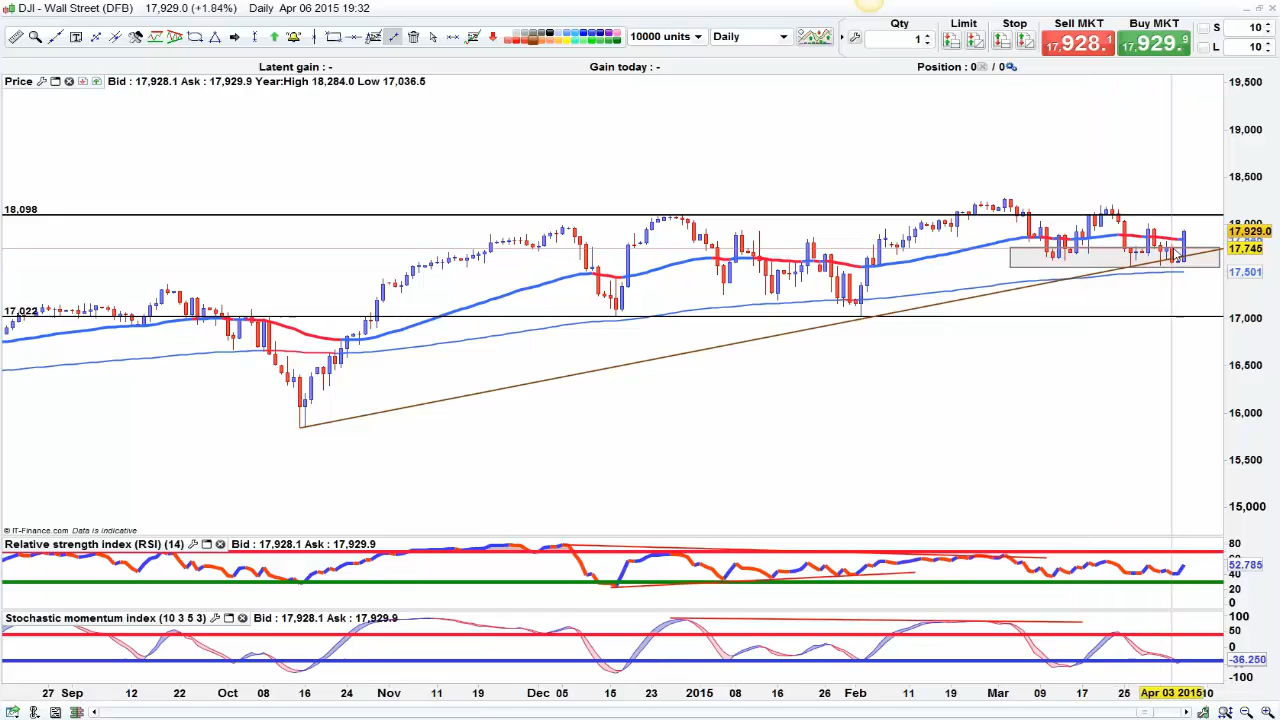 DJI - Wall Street (DFB) 17,929.0 (+1.84%) Daily Apr 06 2015 19:32
10000 units Daily
Qty Limit Stop Sell MKT Buy MKT
1 17,928.1 17,929.9
S 10
L 10
Latent gain : - Gain today : - Position : 0 / 0
Price Bid : 17,928.1 Ask : 17,929.9 Year:High 18,284.0 Low 17,036.5
19,500
19,000
18,500
18,098
18,000
17,929.0
17,746
17,501
17,022
17,000
16,500
16,000
15,500
15,000
© IT-Finance.com Data is indicative
Relative strength index (RSI) (14) Bid : 17,928.1 Ask : 17,929.9
80
52.785
40
20
0
Stochastic momentum index (10 3 5 3) Bid : 17,928.1 Ask : 17,929.9
100
50
0
-36.250
-100
27 Sep 12 22 Oct 08 16 24 Nov 11 19 Dec 05 15 23 2015 08 16 26 Feb 11 19 Mar 09 17 25 Apr 03 2015 10